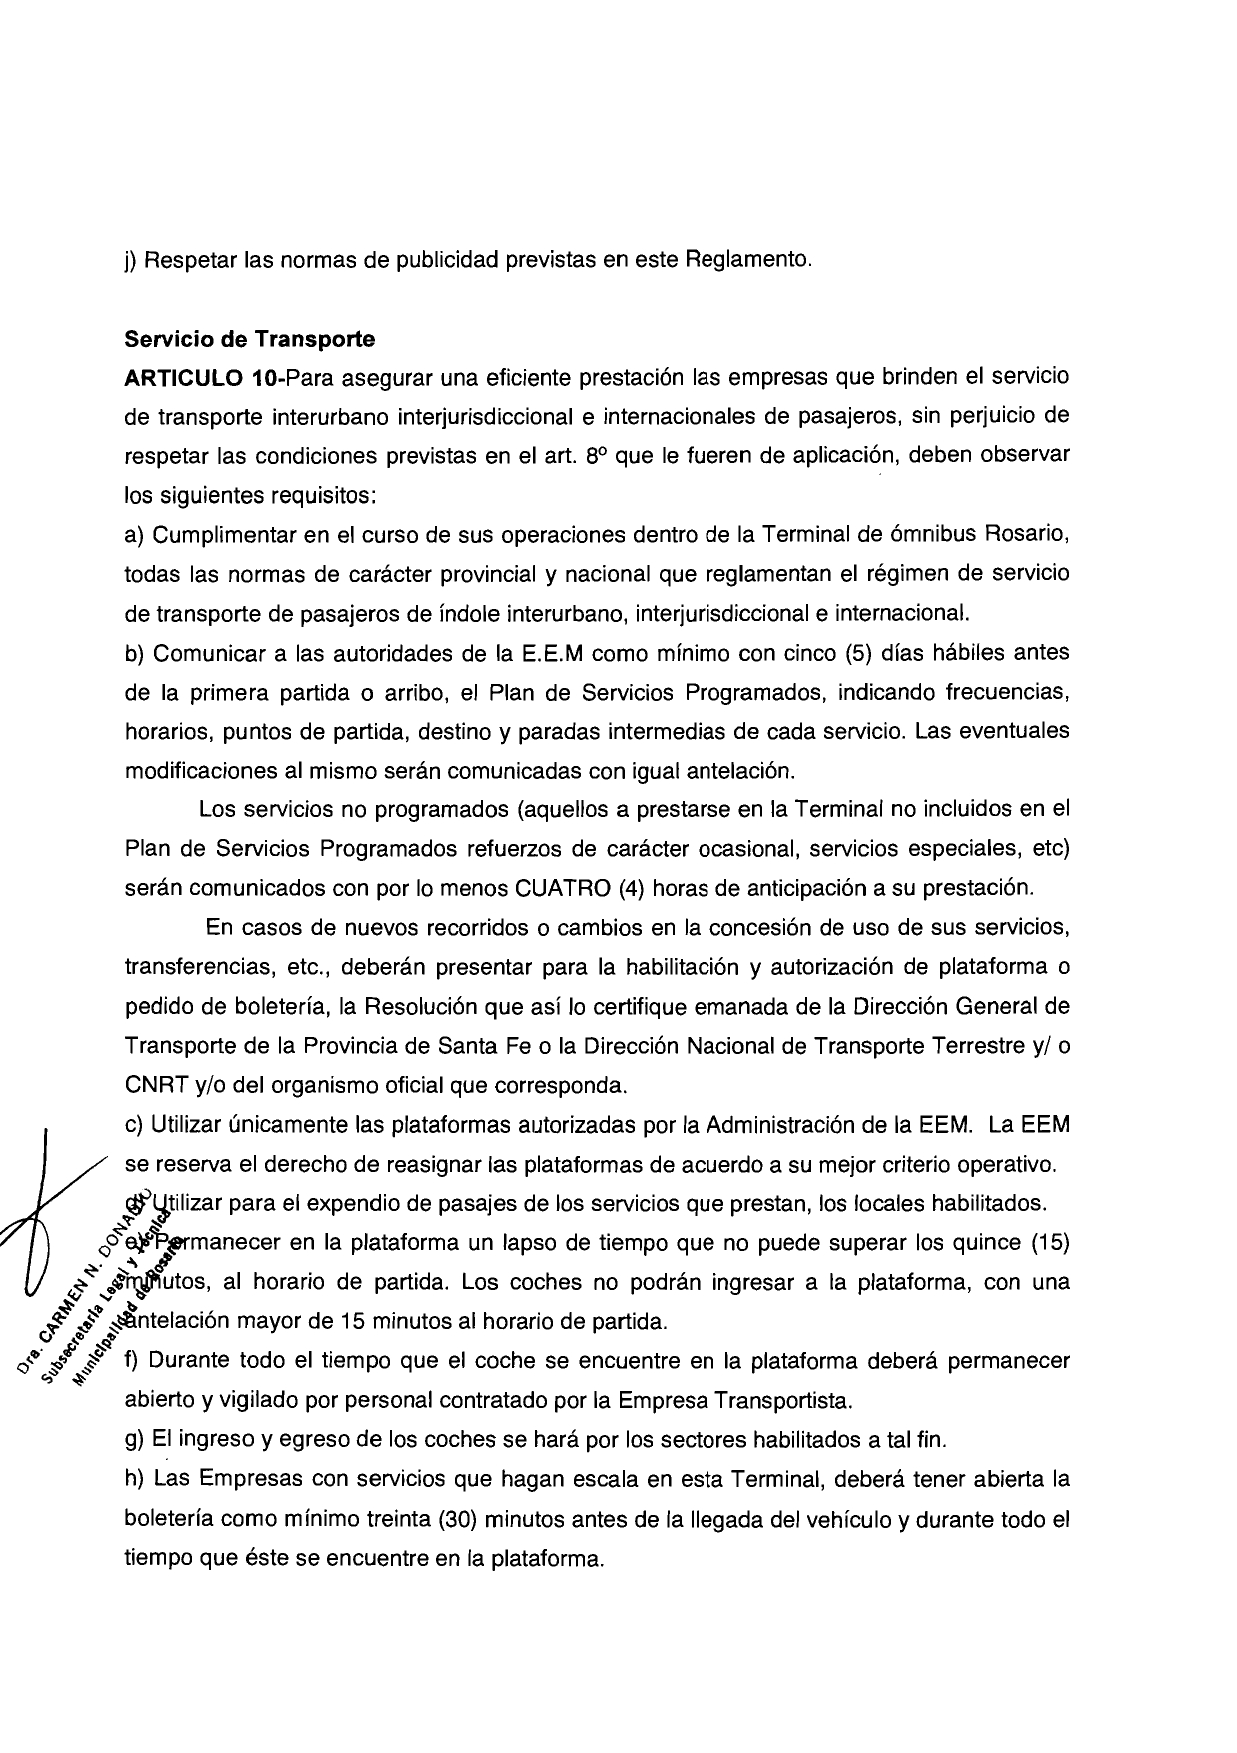 j) Respetar las normas de publicidad previstas en este Reglamento.
Servicio de Transporte
ARTICULO 10-Para asegurar una eficiente prestación las empresas que brinden el servicio
de transporte interurbano interjurisdiccional e internacionales de pasajeros, sin perjuicio de
respetar las condiciones previstas en el art. 8º que le fueren de aplicación, deben observar
los siguientes requisitos:
a) Cumplimentar en el curso de sus operaciones dentro de la Terminal de ómnibus Rosario,
todas las normas de carácter provincial y nacional que reglamentan el régimen de servicio
de transporte de pasajeros de índole interurbano, interjurisdiccional e internacional.
b) Comunicar a las autoridades de la E.E.M como mínimo con cinco (5) días hábiles antes
de la primera partida o arribo, el Plan de Servicios Programados, indicando frecuencias,
horarios, puntos de partida, destino y paradas intermedias de cada servicio. Las eventuales
modificaciones al mismo serán comunicadas con igual antelación.
Los servicios no programados (aquellos a prestarse en la Terminal no incluidos en el
Plan de Servicios Programados refuerzos de carácter ocasional, servicios especiales, etc)
serán comunicados con por lo menos CUATRO (4) horas de anticipación a su prestación.
En casos de nuevos recorridos o cambios en la concesión de uso de sus servicios,
transferencias, etc., deberán presentar para la habilitación y autorización de plataforma o
pedido de boletería, la Resolución que así lo certifique emanada de la Dirección General de
Transporte de la Provincia de Santa Fe o la Dirección Nacional de Transporte Terrestre y/ o
CNRT y/o del organismo oficial que corresponda.
c) Utilizar únicamente las plataformas autorizadas por la Administración de la EEM.  La EEM
se reserva el derecho de reasignar las plataformas de acuerdo a su mejor criterio operativo.
d) Utilizar para el expendio de pasajes de los servicios que prestan, los locales habilitados.
e) Permanecer en la plataforma un lapso de tiempo que no puede superar los quince (15)
minutos, al horario de partida. Los coches no podrán ingresar a la plataforma, con una
antelación mayor de 15 minutos al horario de partida.
f) Durante todo el tiempo que el coche se encuentre en la plataforma deberá permanecer
abierto y vigilado por personal contratado por la Empresa Transportista.
g) El ingreso y egreso de los coches se hará por los sectores habilitados a tal fin.
h) Las Empresas con servicios que hagan escala en esta Terminal, deberá tener abierta la
boletería como mínimo treinta (30) minutos antes de la llegada del vehículo y durante todo el
tiempo que éste se encuentre en la plataforma.
Dra. CARMEN N. DONADIO
Subsecretaria Legal y Técnica
Municipalidad de Rosario